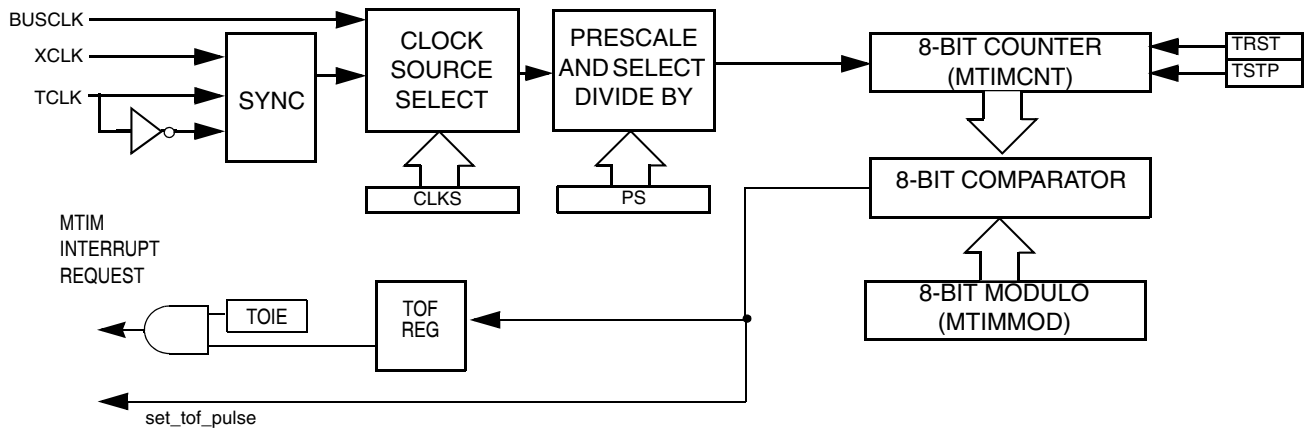 BUSCLK
XCLK
TCLK
SYNC
CLOCK
SOURCE
SELECT
PRESCALE
AND SELECT
DIVIDE BY
8-BIT COUNTER
(MTIMCNT)
TRST
TSTP
CLKS
PS
8-BIT COMPARATOR
MTIM
INTERRUPT
REQUEST
8-BIT MODULO
(MTIMMOD)
TOIE
TOF
REG
set_tof_pulse